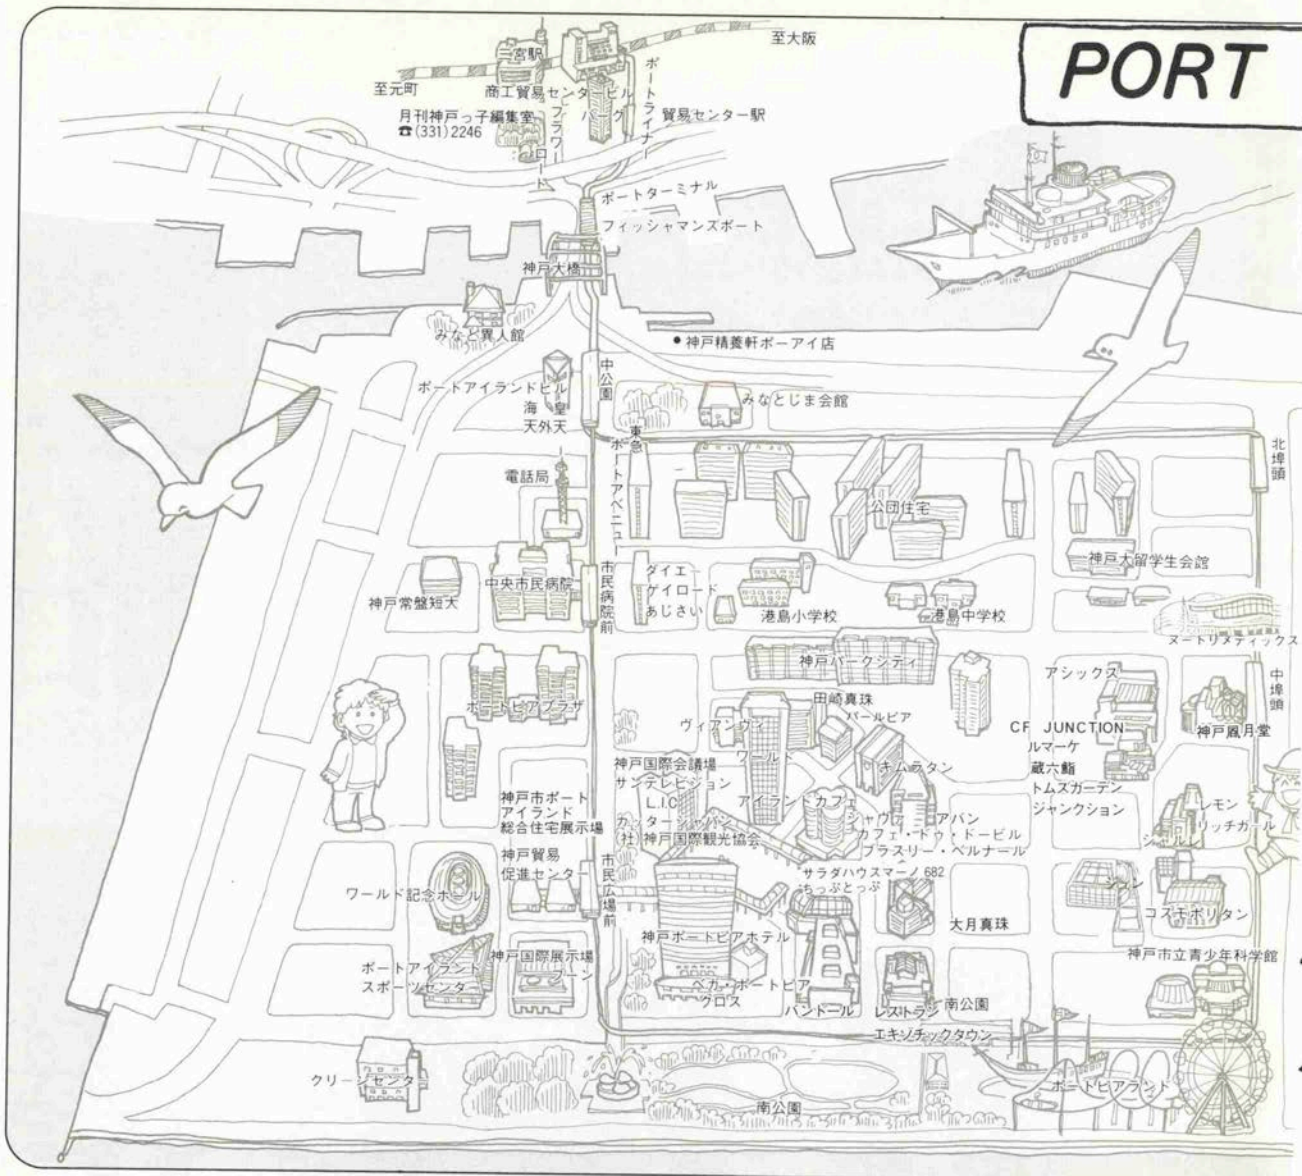 PORT
至大阪
宮駅
至元町
商工貿易センタービル
パーク
ポートライナー
貿易センター駅
月刊神戸っ子編集室
☎(331)2246
フラワーロード
ポートターミナル
フィッシャマンズポート
神戸大橋
みなと異人館
神戸精養軒ポーアイ店
中公園
ポートアイランドビル
海 皇
天外天
みなとじま会館
東急
ポートアベニュー
北埠頭
電話局
公団住宅
神戸大留学生会館
中央市民病院
市民病院前
神戸常盤短大
ダイエー
ゲイロード
あじさい
港島小学校
港島中学校
ヌートリメティックス
神戸パークシティ
アシックス
中埠頭
ポートピアプラザ
田崎真珠
パールピア
ヴィアンヴァン
ワールド
キムラタン
CF JUNCTION
ルマーケ
蔵六鮨
トムズガーデン
ジャンクション
神戸風月堂
神戸国際会議場
サンテレビジョン
L.I.C
カッタージャパン
(社)神戸国際観光協会
アイランドカフェ
シャヴァ
アバン
カフェ・ドゥ・ドービル
ブラスリー・ベルナール
レモン
リッチガール
シャルレ
神戸市ポート
アイランド
総合住宅展示場
神戸貿易
促進センター
市民広場前
ワールド記念ホール
サラダハウスマーノ682
ちっぷとっぷ
ジュン
コスモポリタン
大月真珠
神戸ポートピアホテル
神戸市立青少年科学館
ポートアイランド
スポーツセンター
神戸国際展示場
ベガ・ポートピア
クロス
バンドール
レストラン
エキゾチックタウン
南公園
クリーンセンター
南公園
ポートピアランド